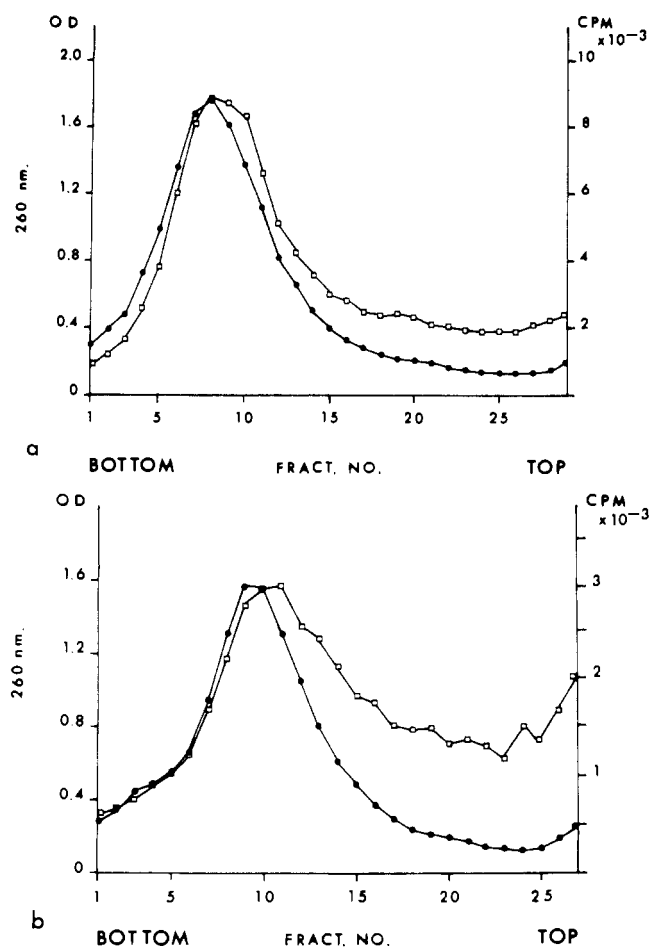 OD
CPM
x10-3
2.0
10
1.6
8
1.2
6
0.8
4
0.4
2
0
260 nm.
1 5 10 15 20 25
a
BOTTOM FRACT. NO. TOP
OD
CPM
x10-3
1.6
3
1.2
2
0.8
1
0.4
0
260 nm.
1 5 10 15 20 25
b
BOTTOM FRACT. NO. TOP